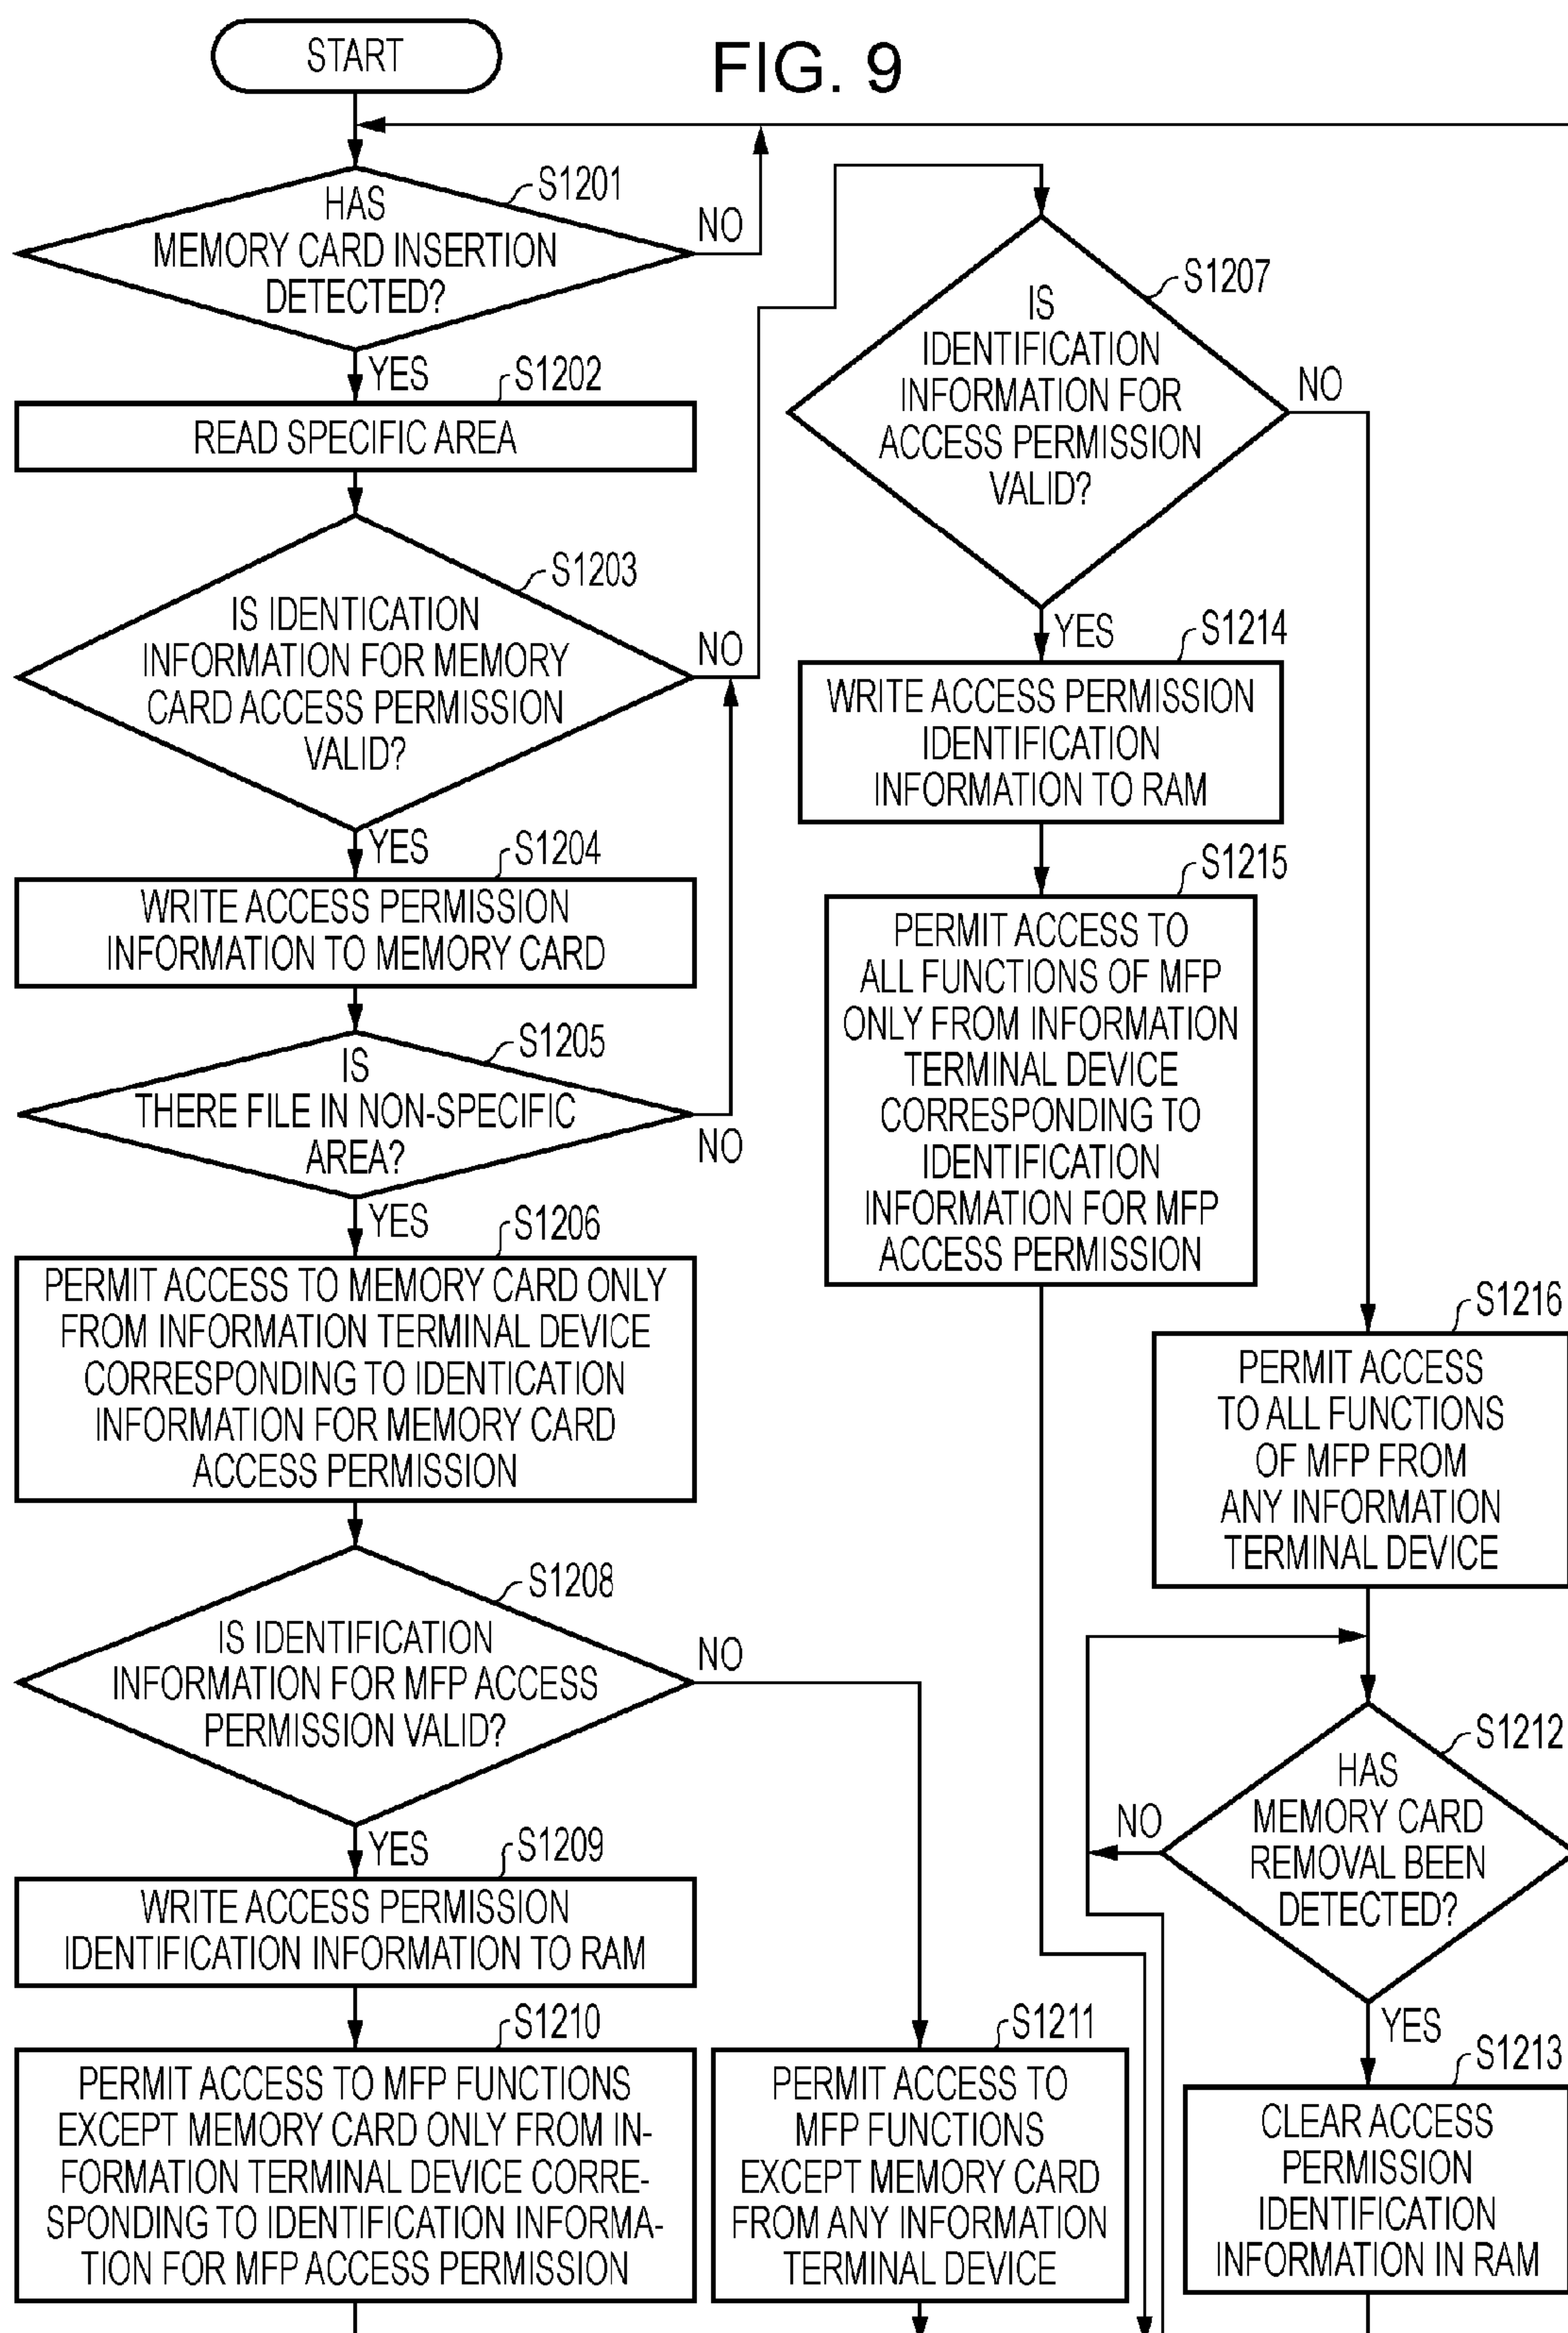 FIG. 9
START
S1201
HAS
MEMORY CARD INSERTION
DETECTED?
NO
YES
S1202
READ SPECIFIC AREA
S1203
IS IDENTICATION
INFORMATION FOR MEMORY
CARD ACCESS PERMISSION
VALID?
NO
YES
S1204
WRITE ACCESS PERMISSION
INFORMATION TO MEMORY CARD
S1205
IS
THERE FILE IN NON-SPECIFIC
AREA?
NO
YES
S1206
PERMIT ACCESS TO MEMORY CARD ONLY
FROM INFORMATION TERMINAL DEVICE
CORRESPONDING TO IDENTICATION
INFORMATION FOR MEMORY CARD
ACCESS PERMISSION
S1208
IS IDENTIFICATION
INFORMATION FOR MFP ACCESS
PERMISSION VALID?
NO
YES
S1209
WRITE ACCESS PERMISSION
IDENTIFICATION INFORMATION TO RAM
S1210
PERMIT ACCESS TO MFP FUNCTIONS
EXCEPT MEMORY CARD ONLY FROM IN-
FORMATION TERMINAL DEVICE CORRE-
SPONDING TO IDENTIFICATION INFORMA-
TION FOR MFP ACCESS PERMISSION
S1211
PERMIT ACCESS TO
MFP FUNCTIONS
EXCEPT MEMORY CARD
FROM ANY INFORMATION
TERMINAL DEVICE
S1207
IS
IDENTIFICATION
INFORMATION FOR
ACCESS PERMISSION
VALID?
NO
YES
S1214
WRITE ACCESS PERMISSION
IDENTIFICATION
INFORMATION TO RAM
S1215
PERMIT ACCESS TO
ALL FUNCTIONS OF MFP
ONLY FROM INFORMATION
TERMINAL DEVICE
CORRESPONDING TO
IDENTIFICATION
INFORMATION FOR MFP
ACCESS PERMISSION
S1216
PERMIT ACCESS
TO ALL FUNCTIONS
OF MFP FROM
ANY INFORMATION
TERMINAL DEVICE
S1212
HAS
MEMORY CARD
REMOVAL BEEN
DETECTED?
NO
YES
S1213
CLEAR ACCESS
PERMISSION
IDENTIFICATION
INFORMATION IN RAM